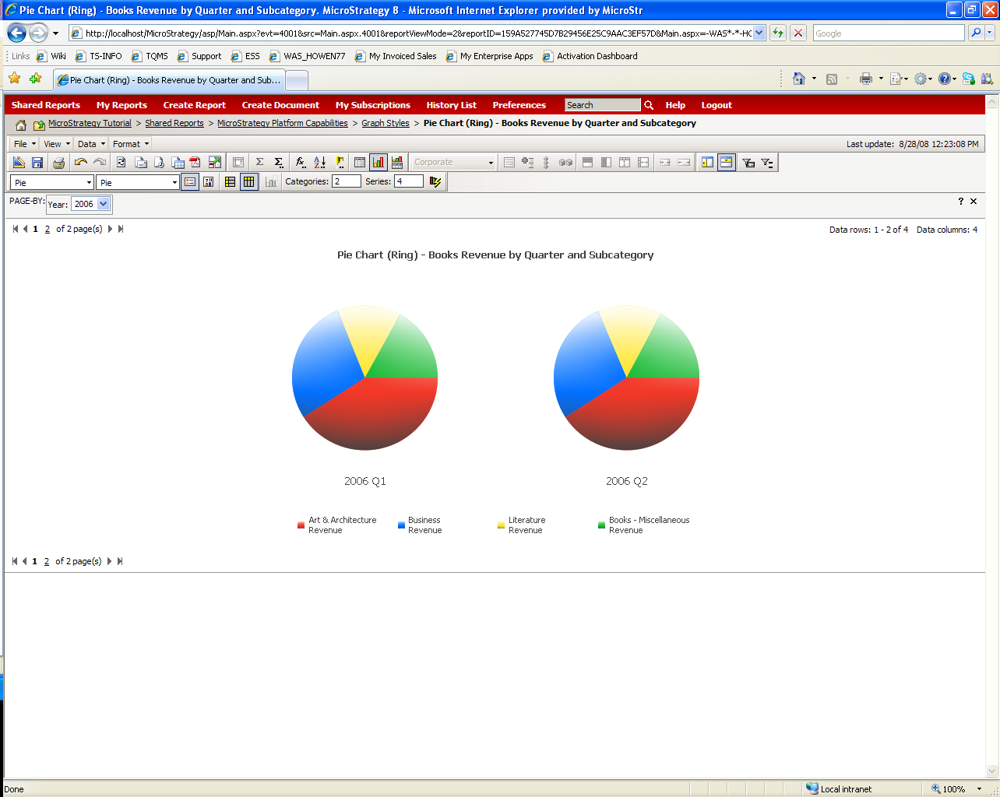 Pie Chart (Ring) - Books Revenue by Quarter and Subcategory. MicroStrategy 8 - Microsoft Internet Explorer provided by MicroStr
http://localhost/MicroStrategy/asp/Main.aspx?evt=4001&src=Main.aspx.4001&reportViewMode=2&reportID=159A527745D7B29456E25C9AAC3EF57D&Main.aspx=-WAS*-*-HO
Google
Links Wiki TS-INFO TQMS Support ESS WAS_HOWEN77 My Invoiced Sales My Enterprise Apps Activation Dashboard
Pie Chart (Ring) - Books Revenue by Quarter and Sub...
Shared Reports My Reports Create Report Create Document My Subscriptions History List Preferences Search Help Logout
MicroStrategy Tutorial > Shared Reports > MicroStrategy Platform Capabilities > Graph Styles > Pie Chart (Ring) - Books Revenue by Quarter and Subcategory
File View Data Format Last update: 8/28/08 12:23:08 PM
Corporate
Pie Pie Categories: 2 Series: 4
PAGE-BY: Year: 2006 ? ×
1 2 of 2 page(s) Data rows: 1 - 2 of 4 Data columns: 4
Pie Chart (Ring) - Books Revenue by Quarter and Subcategory
2006 Q1 2006 Q2
Art & Architecture Revenue
Business Revenue
Literature Revenue
Books - Miscellaneous Revenue
1 2 of 2 page(s)
Done Local intranet 100%